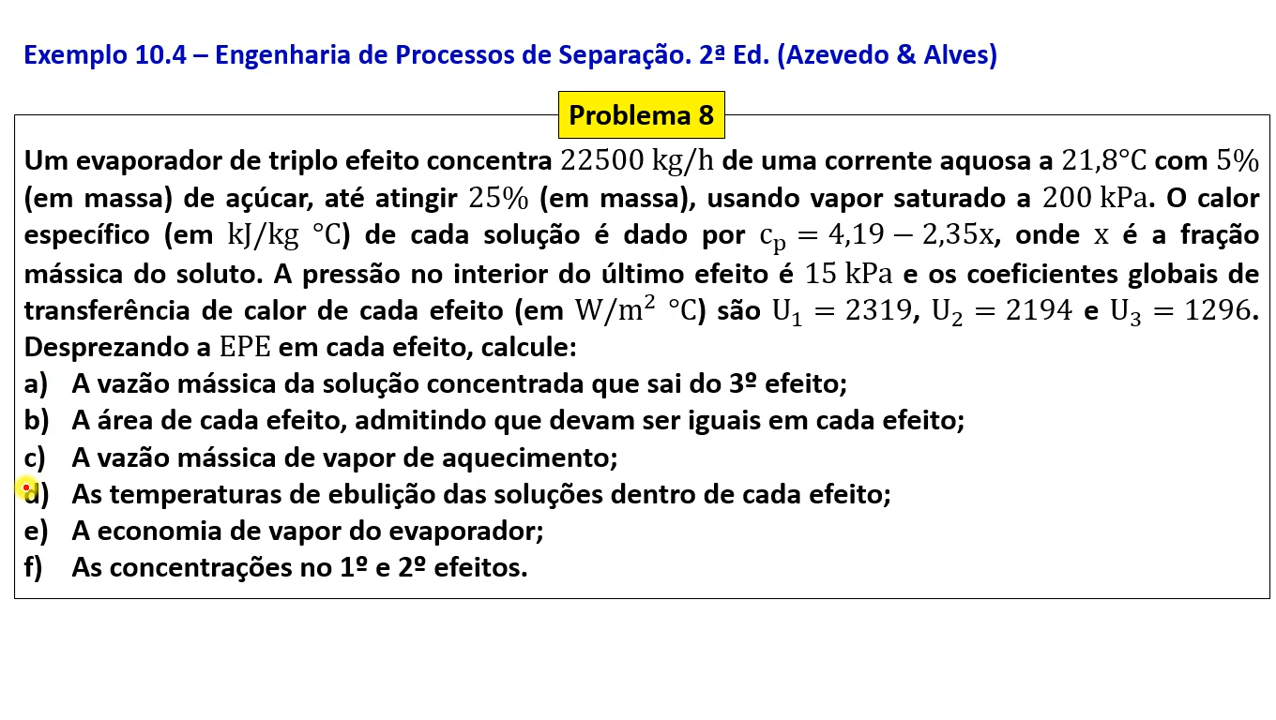 Exemplo 10.4 – Engenharia de Processos de Separação. 2ª Ed. (Azevedo & Alves)
Problema 8
Um evaporador de triplo efeito concentra 22500 kg/h de uma corrente aquosa a 21,8°C com 5%
(em massa) de açúcar, até atingir 25% (em massa), usando vapor saturado a 200 kPa. O calor
específico (em kJ/kg °C) de cada solução é dado por cₚ = 4,19 − 2,35x, onde x é a fração
mássica do soluto. A pressão no interior do último efeito é 15 kPa e os coeficientes globais de
transferência de calor de cada efeito (em W/m² °C) são U₁ = 2319, U₂ = 2194 e U₃ = 1296.
Desprezando a EPE em cada efeito, calcule:
a) A vazão mássica da solução concentrada que sai do 3º efeito;
b) A área de cada efeito, admitindo que devam ser iguais em cada efeito;
c) A vazão mássica de vapor de aquecimento;
d) As temperaturas de ebulição das soluções dentro de cada efeito;
e) A economia de vapor do evaporador;
f) As concentrações no 1º e 2º efeitos.